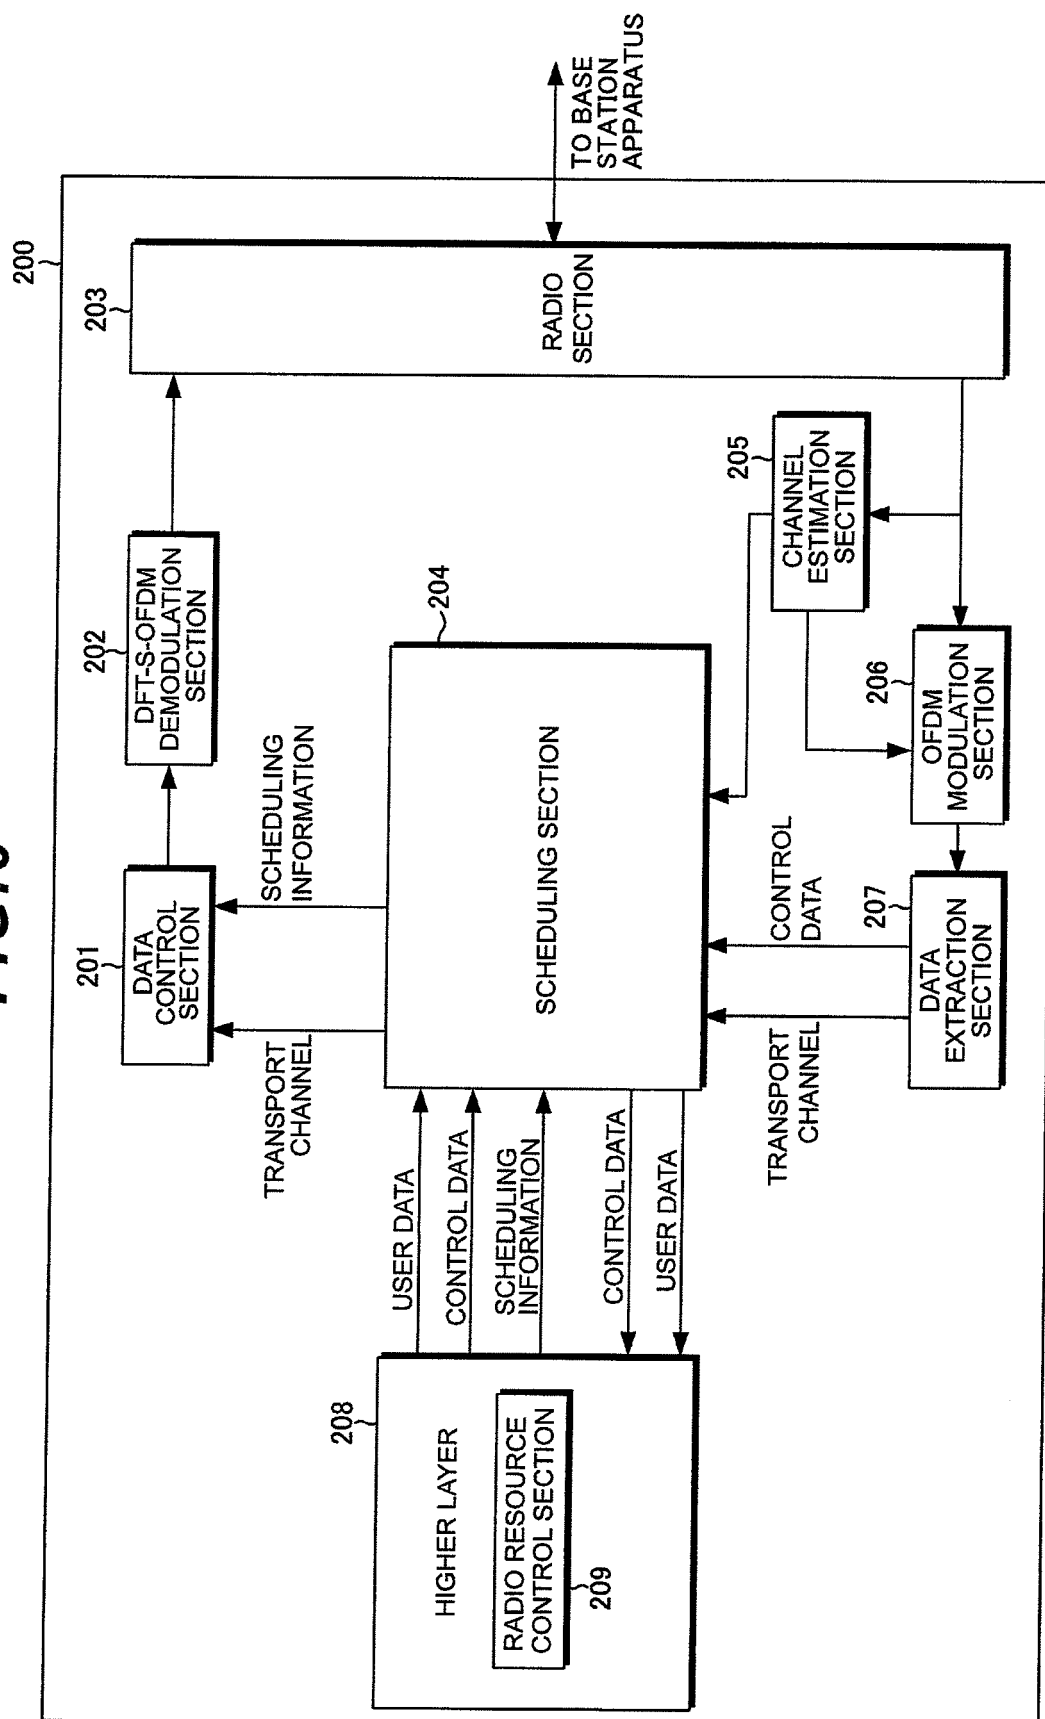 200
203
RADIO
SECTION
TO BASE
STATION
APPARATUS
202
DFT-S-OFDM
DEMODULATION
SECTION
201
DATA
CONTROL
SECTION
SCHEDULING
INFORMATION
TRANSPORT
CHANNEL
204
SCHEDULING SECTION
205
CHANNEL
ESTIMATION
SECTION
206
OFDM
MODULATION
SECTION
207
DATA
EXTRACTION
SECTION
CONTROL
DATA
TRANSPORT
CHANNEL
USER DATA
CONTROL DATA
SCHEDULING
INFORMATION
CONTROL DATA
USER DATA
208
HIGHER LAYER
RADIO RESOURCE
CONTROL SECTION
209